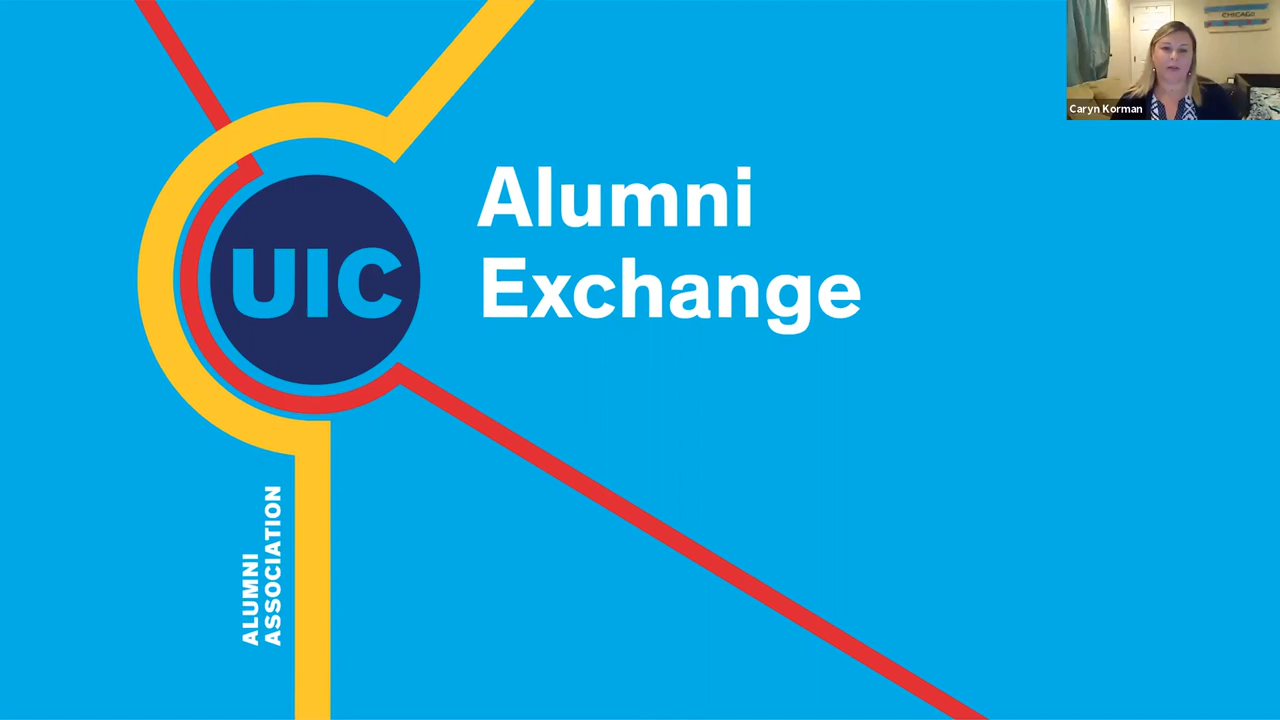 CHICAGO
Caryn Korman
Alumni
Exchange
UIC
ALUMNI
ASSOCIATION